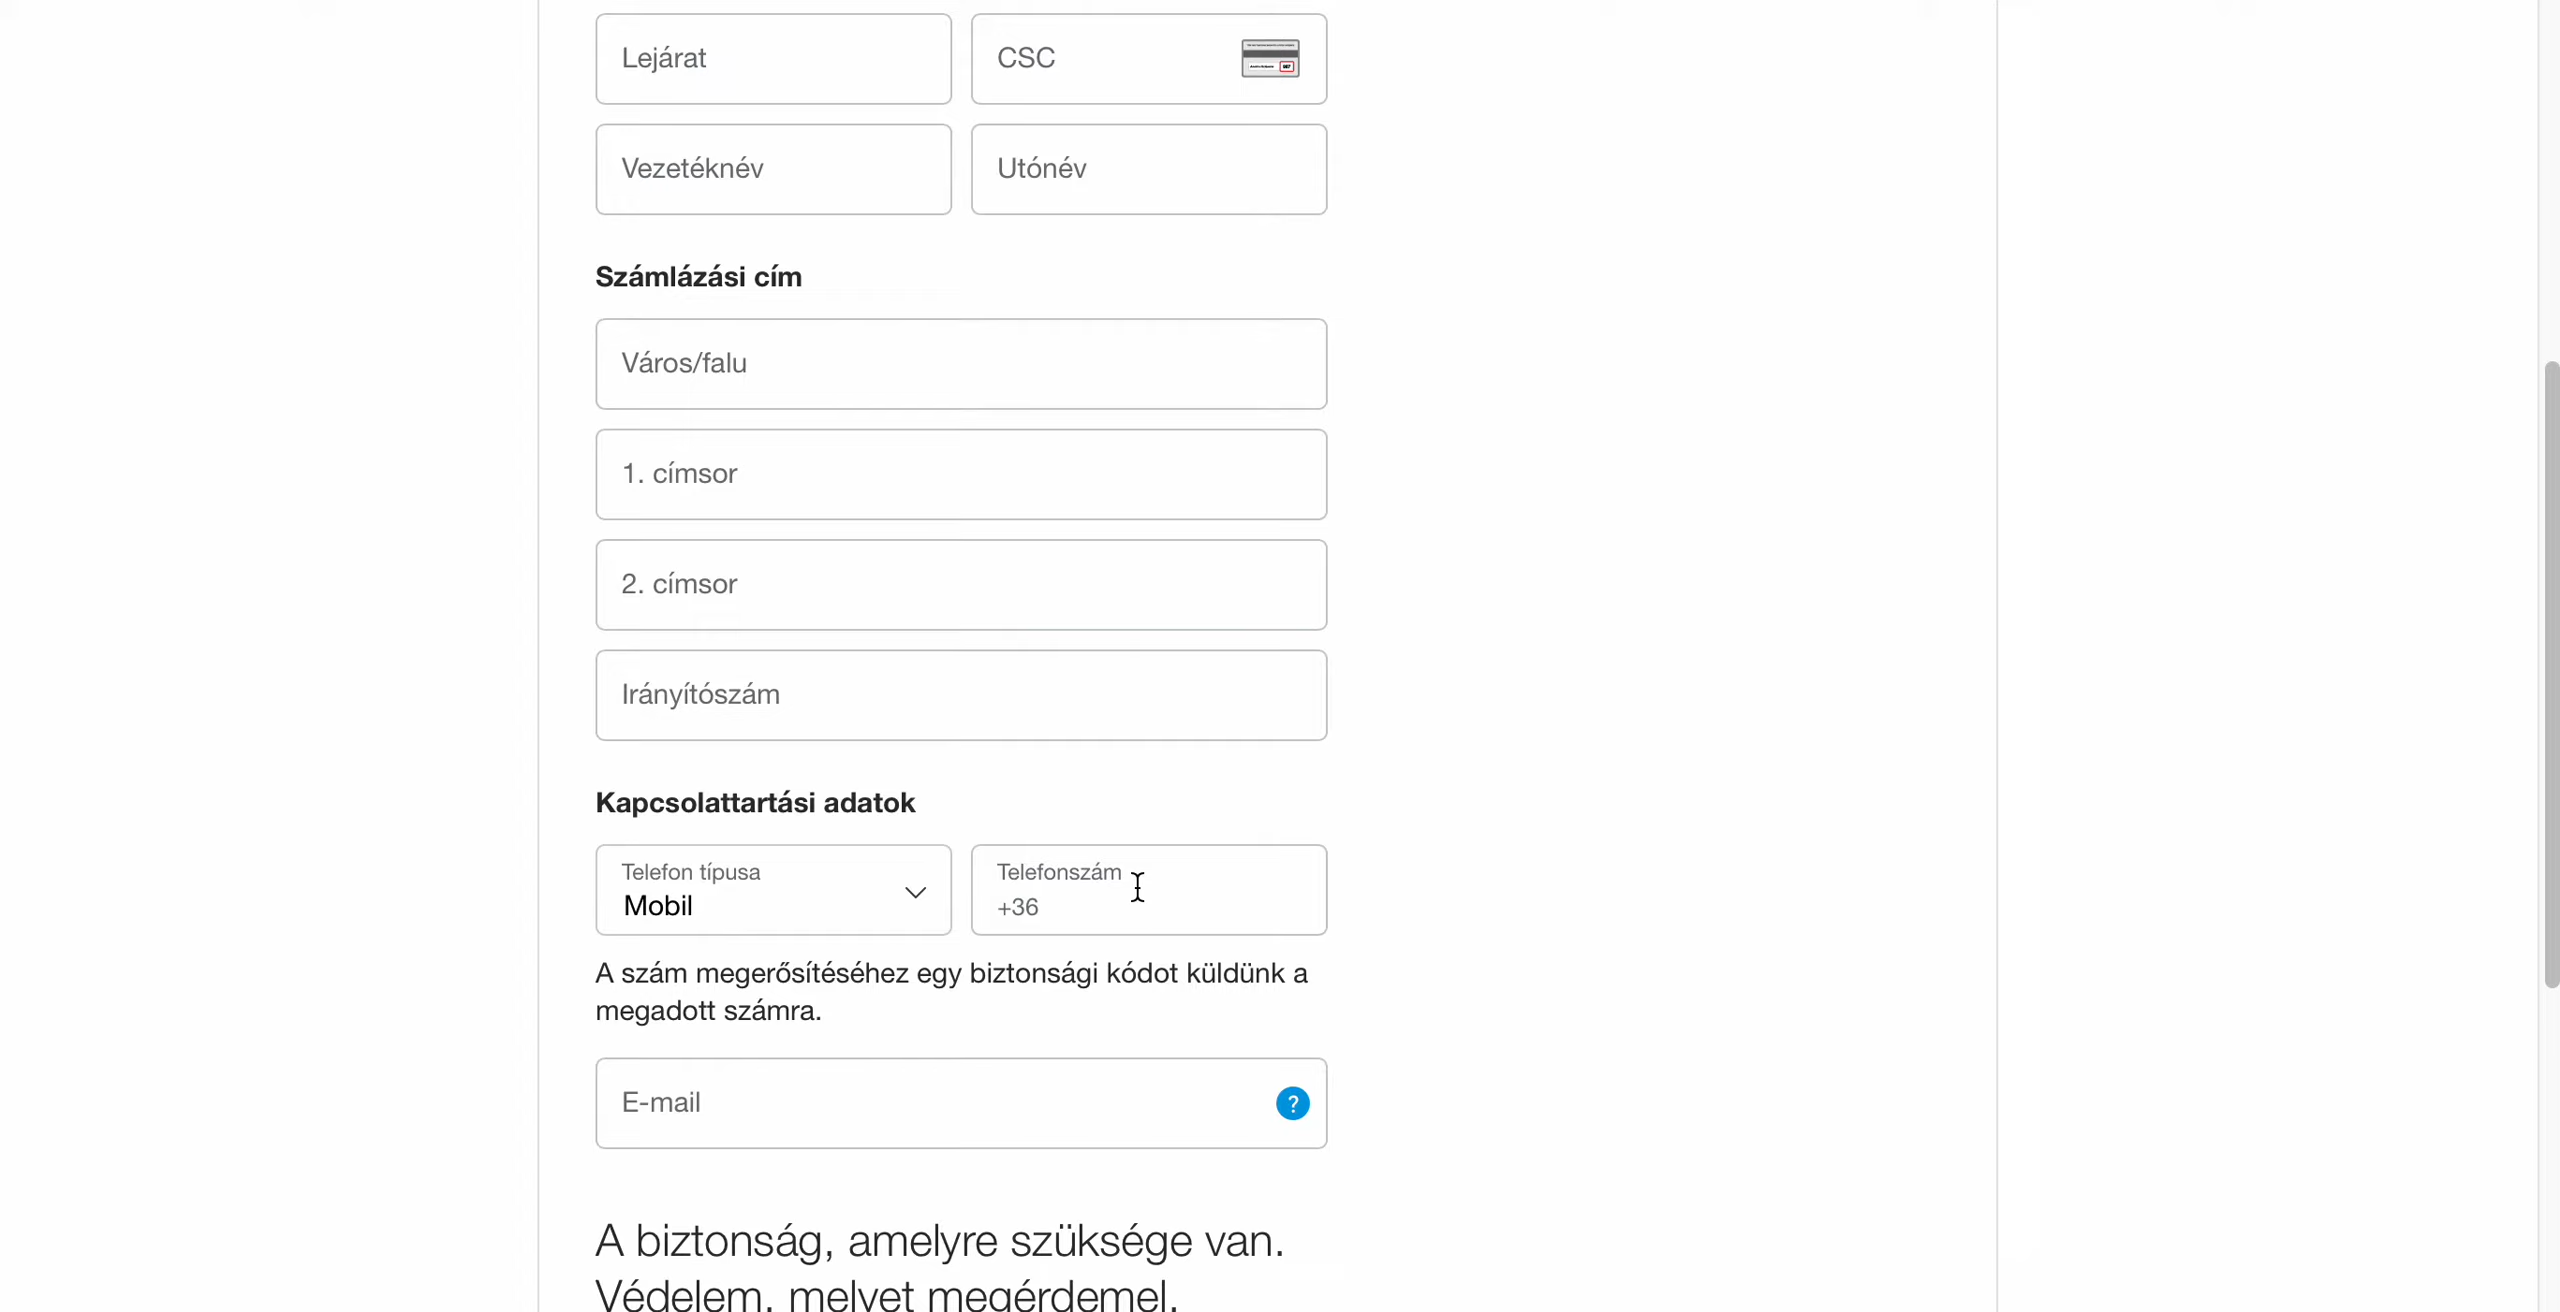 Lejárat
CSC
Vezetéknév
Utónév
Számlázási cím
Város/falu
1. címsor
2. címsor
Irányítószám
Kapcsolattartási adatok
Telefon típusa
Mobil
Telefonszám
+36
A szám megerősítéséhez egy biztonsági kódot küldünk a
megadott számra.
E-mail
?
A biztonság, amelyre szüksége van.
Védelem, melyet megérdemel.